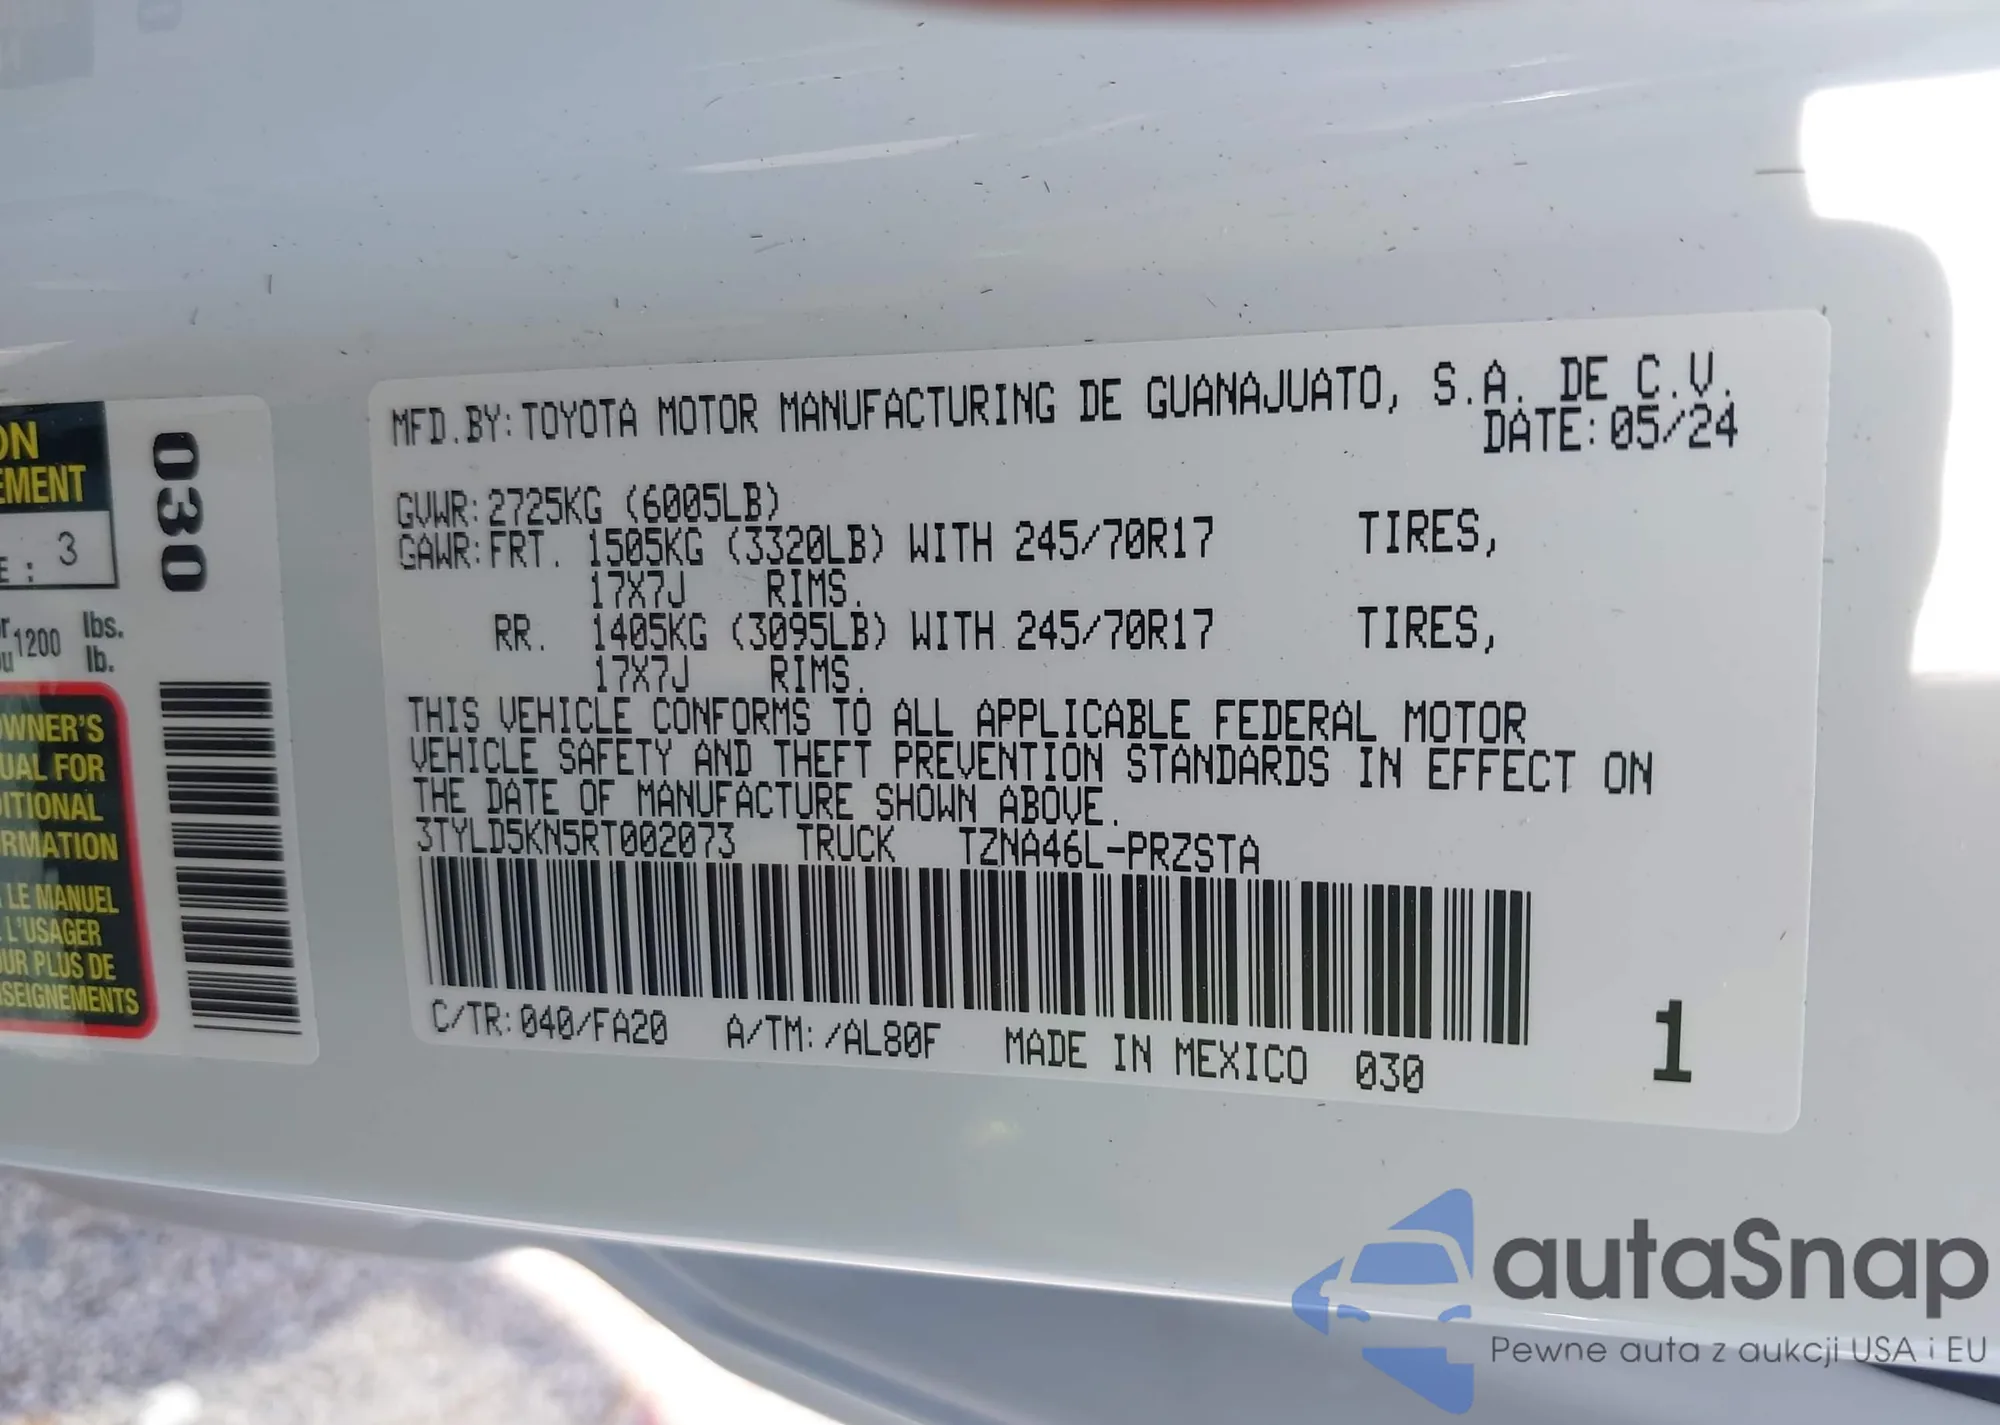 MFD.BY: TOYOTA MOTOR MANUFACTURING DE GUANAJUATO, S.A. DE C.V.
DATE: 05/24
GVWR: 2725KG (6005LB)
GAWR: FRT. 1505KG (3320LB) WITH 245/70R17 TIRES,
17X7J RIMS.
RR. 1405KG (3095LB) WITH 245/70R17 TIRES,
17X7J RIMS.
THIS VEHICLE CONFORMS TO ALL APPLICABLE FEDERAL MOTOR
VEHICLE SAFETY AND THEFT PREVENTION STANDARDS IN EFFECT ON
THE DATE OF MANUFACTURE SHOWN ABOVE.
3TYLD5KN5RT002073 TRUCK TZNA46L-PRZSTA
C/TR: 040/FA20 A/TM: /AL80F MADE IN MEXICO 030
1
030
ON
EMENT
E : 3
r 1200 lbs.
u lb.
OWNER'S
UAL FOR
DITIONAL
RMATION
LE MANUEL
L'USAGER
UR PLUS DE
SEIGNEMENTS
autaSnap
Pewne auta z aukcji USA i EU